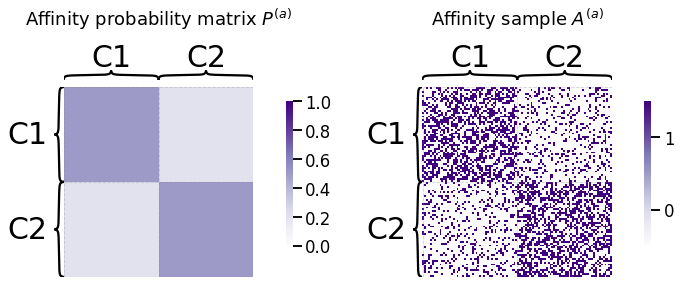 Affinity probability matrix P^(a)
C1 C2
C1
C2
1.0
0.8
0.6
0.4
0.2
0.0
Affinity sample A^(a)
C1 C2
C1
C2
1
0